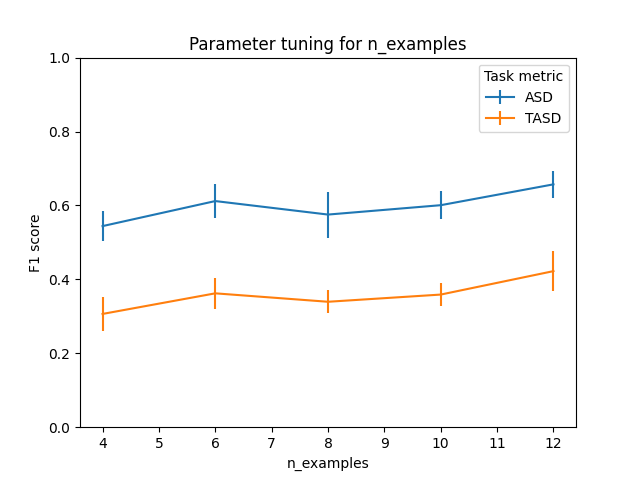 Parameter tuning for n_examples
Task metric
ASD
TASD
F1 score
1.0
0.8
0.6
0.4
0.2
0.0
4 5 6 7 8 9 10 11 12
n_examples